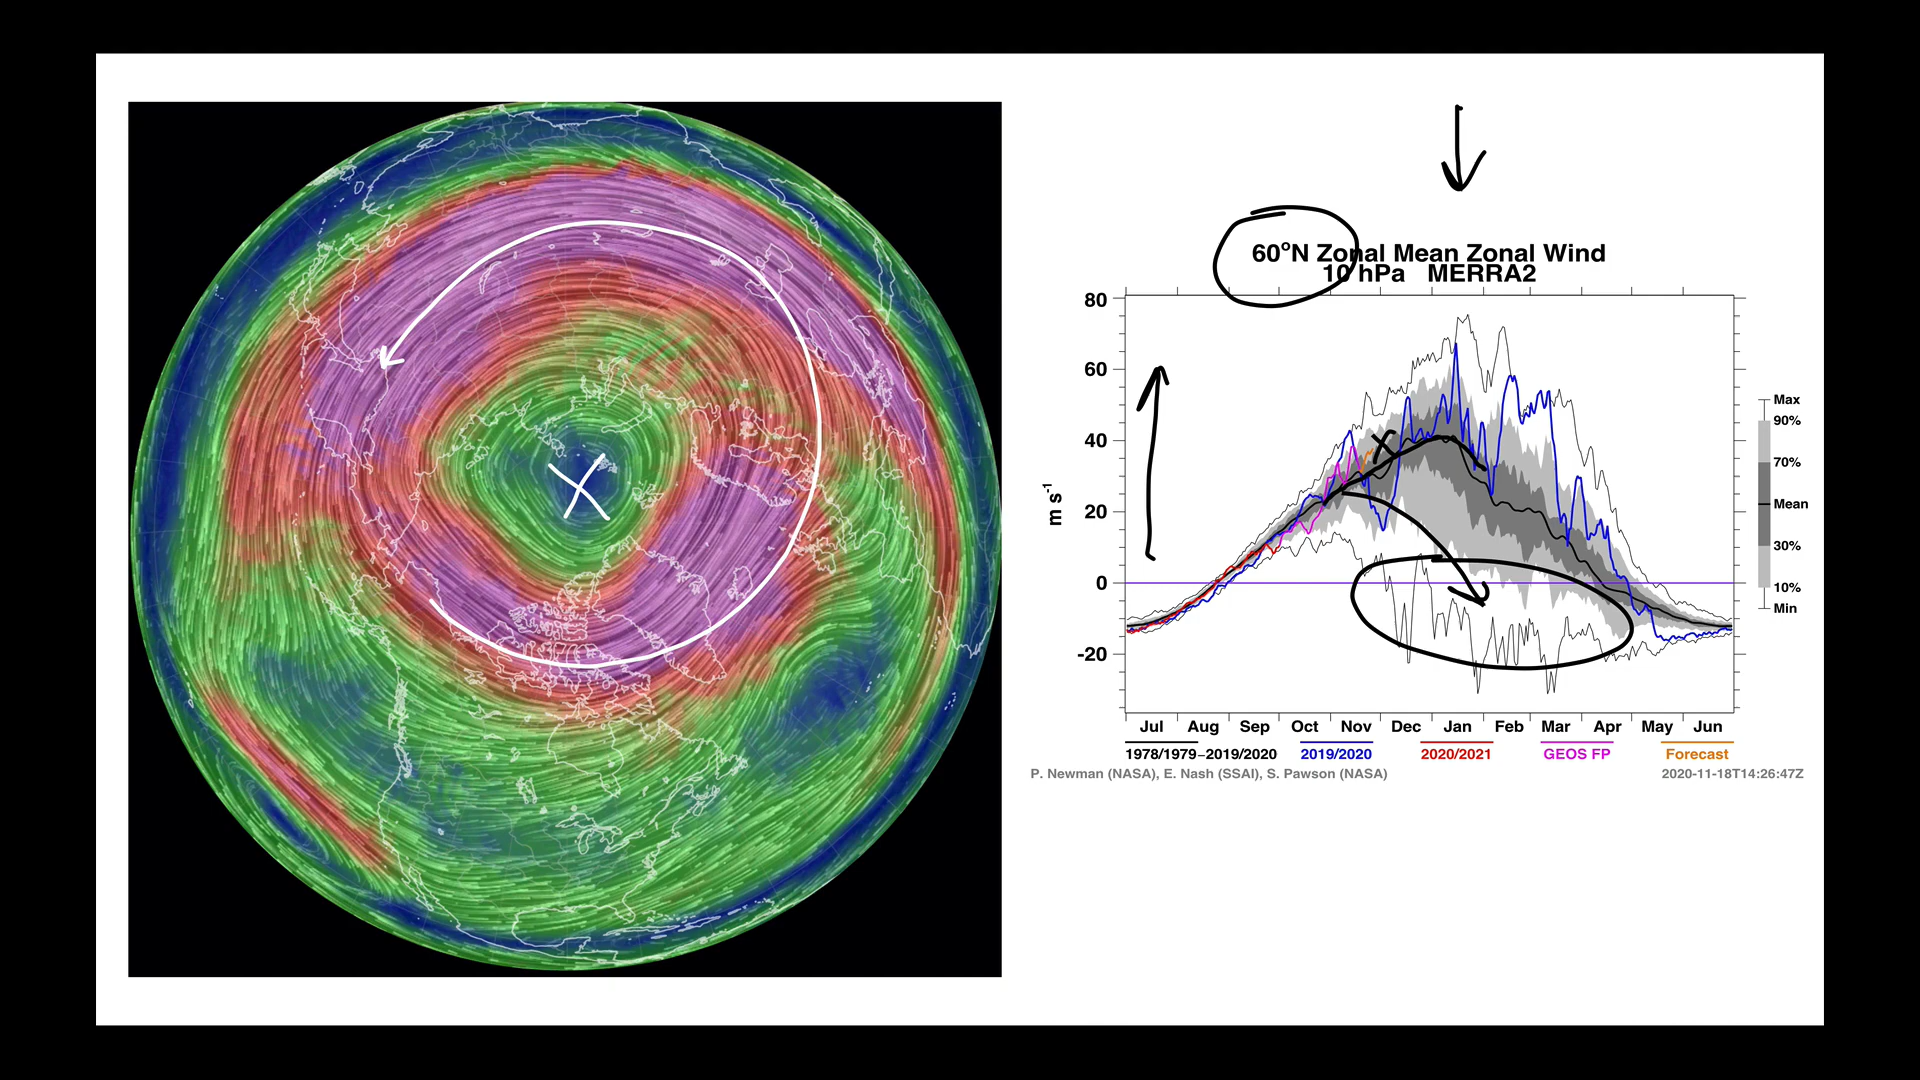 60°N Zonal Mean Zonal Wind
10 hPa MERRA2
80
60
40
20
0
-20
m s⁻¹
Max
90%
70%
Mean
30%
10%
Min
Jul Aug Sep Oct Nov Dec Jan Feb Mar Apr May Jun
1978/1979–2019/2020 2019/2020 2020/2021 GEOS FP Forecast
P. Newman (NASA), E. Nash (SSAI), S. Pawson (NASA) 2020-11-18T14:26:47Z